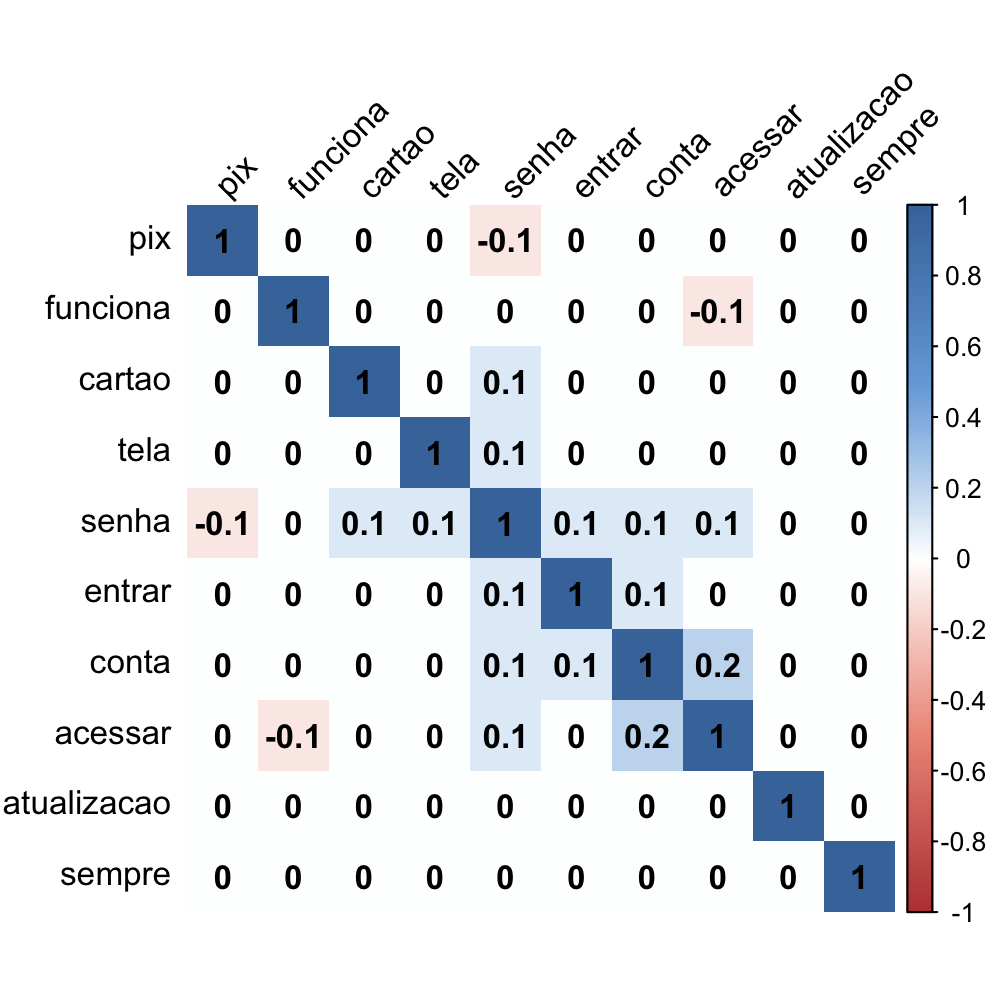 pix funciona cartao tela senha entrar conta acessar atualizacao sempre
pix 1 0 0 0 -0.1 0 0 0 0 0
funciona 0 1 0 0 0 0 0 -0.1 0 0
cartao 0 0 1 0 0.1 0 0 0 0 0
tela 0 0 0 1 0.1 0 0 0 0 0
senha -0.1 0 0.1 0.1 1 0.1 0.1 0.1 0 0
entrar 0 0 0 0 0.1 1 0.1 0 0 0
conta 0 0 0 0 0.1 0.1 1 0.2 0 0
acessar 0 -0.1 0 0 0.1 0 0.2 1 0 0
atualizacao 0 0 0 0 0 0 0 0 1 0
sempre 0 0 0 0 0 0 0 0 0 1
1
0.8
0.6
0.4
0.2
0
-0.2
-0.4
-0.6
-0.8
-1